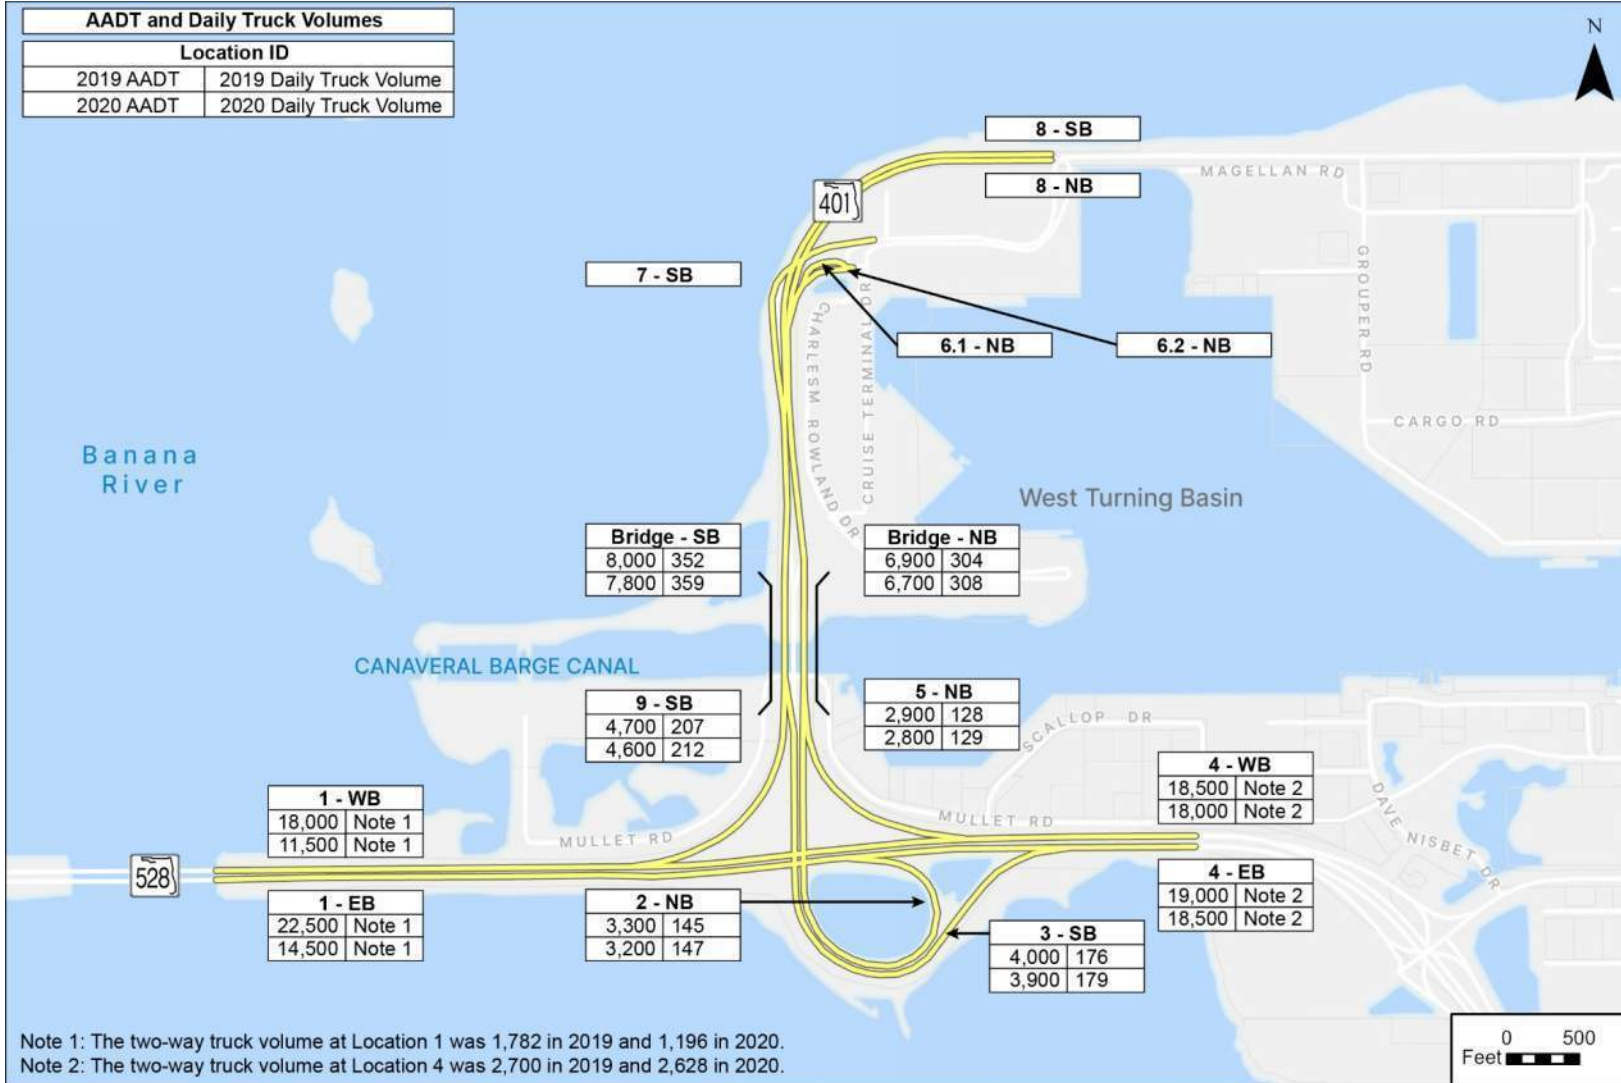 AADT and Daily Truck Volumes
Location ID
2019 AADT 2019 Daily Truck Volume
2020 AADT 2020 Daily Truck Volume
N
8 - SB
MAGELLAN RD
8 - NB
401
7 - SB
GROUPER RD
6.1 - NB
6.2 - NB
CHARLESM ROWLAND DR
CRUISE TERMINAL DR
CARGO RD
Banana
River
West Turning Basin
Bridge - SB
8,000 352
7,800 359
Bridge - NB
6,900 304
6,700 308
CANAVERAL BARGE CANAL
9 - SB
4,700 207
4,600 212
5 - NB
2,900 128
2,800 129
SCALLOP DR
4 - WB
18,500 Note 2
18,000 Note 2
1 - WB
18,000 Note 1
11,500 Note 1
MULLET RD
MULLET RD
DAVE NISBET DR
528
1 - EB
22,500 Note 1
14,500 Note 1
2 - NB
3,300 145
3,200 147
3 - SB
4,000 176
3,900 179
4 - EB
19,000 Note 2
18,500 Note 2
Note 1: The two-way truck volume at Location 1 was 1,782 in 2019 and 1,196 in 2020.
Note 2: The two-way truck volume at Location 4 was 2,700 in 2019 and 2,628 in 2020.
0 500
Feet